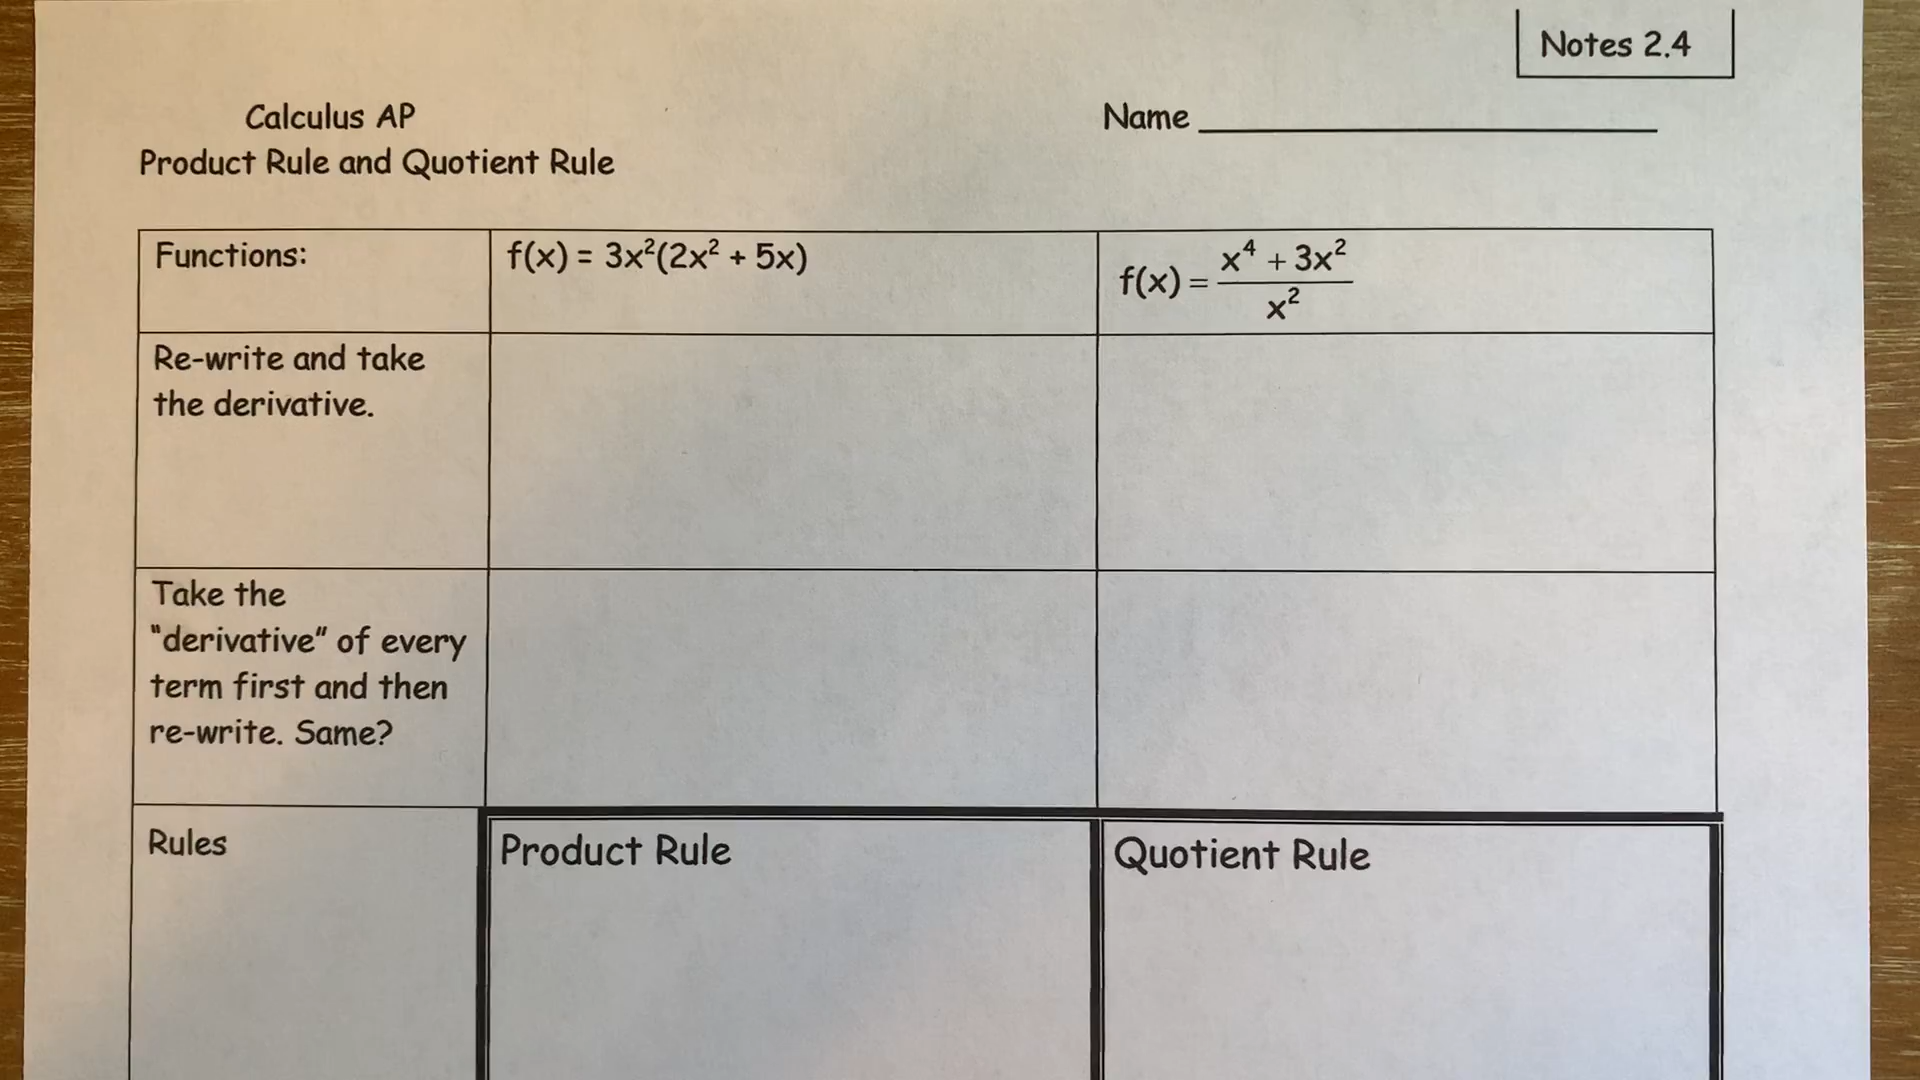 Notes 2.4
Calculus AP
Name
Product Rule and Quotient Rule
Functions:
f(x) = 3x²(2x² + 5x)
f(x) = \frac{x⁴ + 3x²}{x²}
Re-write and take
the derivative.
Take the
"derivative" of every
term first and then
re-write. Same?
Rules
Product Rule
Quotient Rule